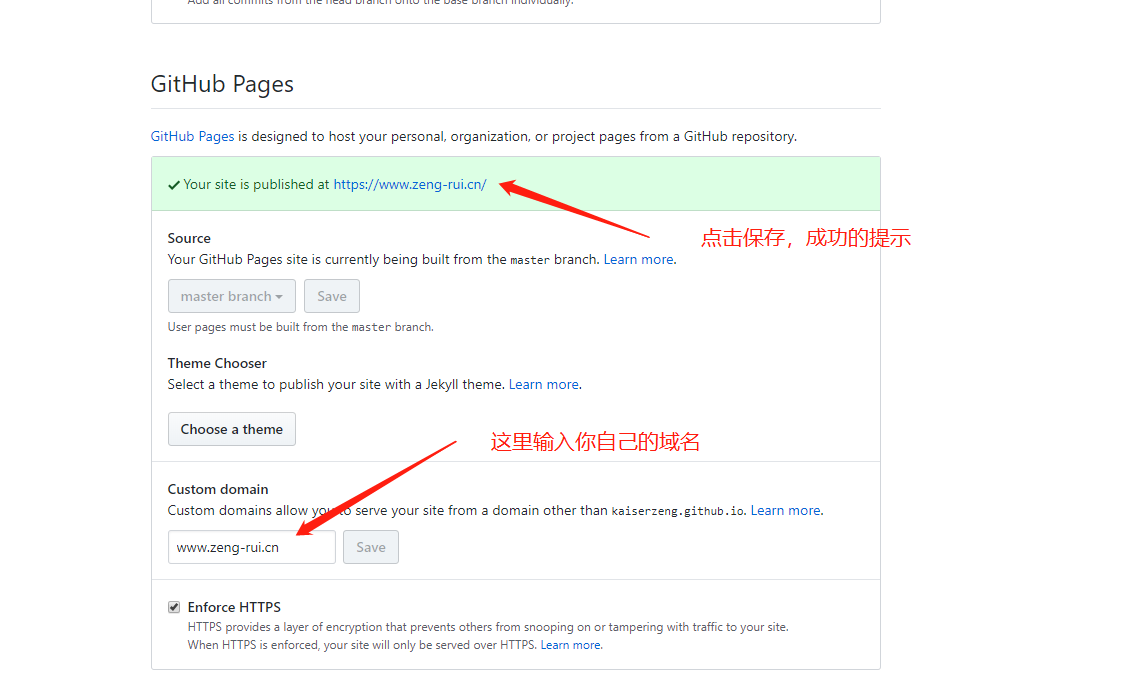 Add all commits from the head branch onto the base branch individually.
GitHub Pages
GitHub Pages is designed to host your personal, organization, or project pages from a GitHub repository.
Your site is published at https://www.zeng-rui.cn/
点击保存，成功的提示
Source
Your GitHub Pages site is currently being built from the master branch. Learn more.
master branch Save
User pages must be built from the master branch.
Theme Chooser
Select a theme to publish your site with a Jekyll theme. Learn more.
Choose a theme
这里输入你自己的域名
Custom domain
Custom domains allow you to serve your site from a domain other than kaiserzeng.github.io. Learn more.
www.zeng-rui.cn Save
Enforce HTTPS
HTTPS provides a layer of encryption that prevents others from snooping on or tampering with traffic to your site.
When HTTPS is enforced, your site will only be served over HTTPS. Learn more.